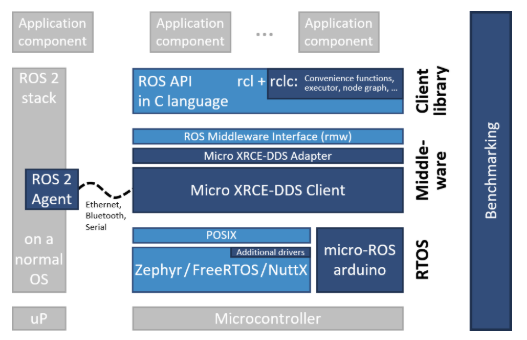 Application
component
Application
component
...
Application
component
ROS 2
stack
ROS API
in C language
rcl + rclc:
Convenience functions,
executor, node graph, ...
Client
library
ROS Middleware Interface (rmw)
Micro XRCE-DDS Adapter
Micro XRCE-DDS Client
Middle-
ware
ROS 2
Agent
Ethernet,
Bluetooth,
Serial
on a
normal
OS
POSIX
Additional drivers
Zephyr/FreeRTOS/NuttX
micro-ROS
arduino
RTOS
uP
Microcontroller
Benchmarking